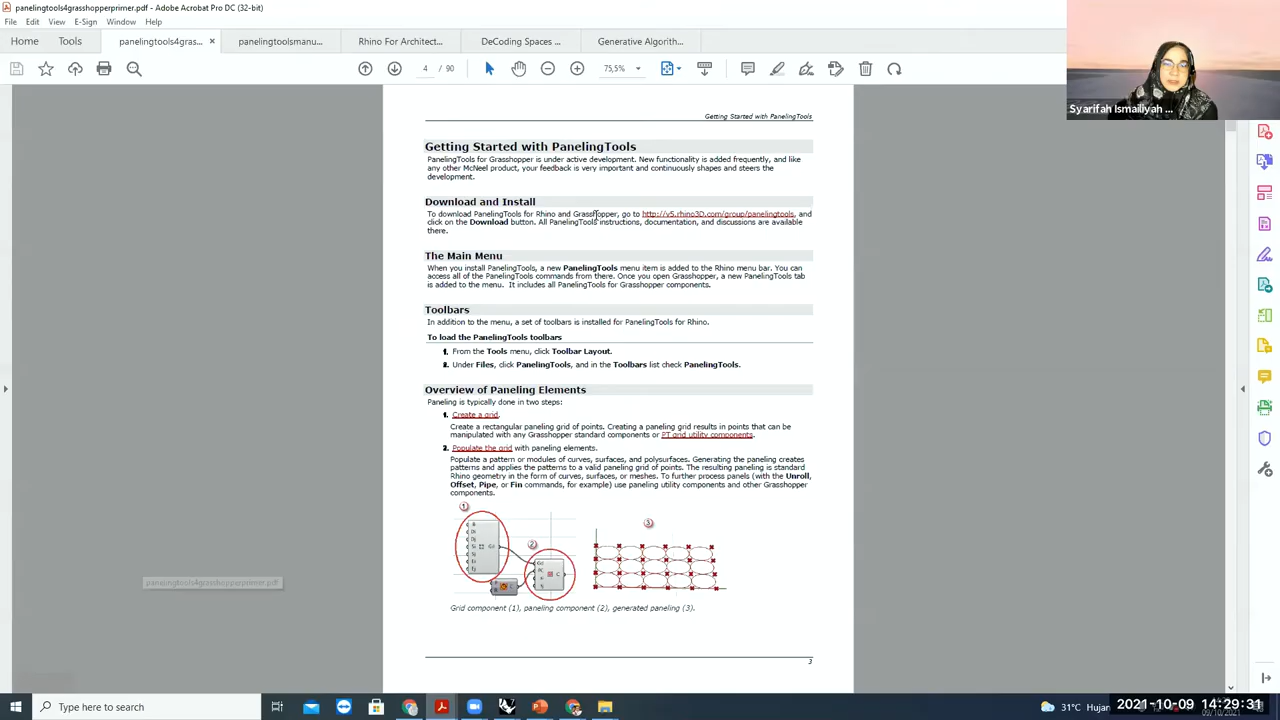 panelingtools4grasshopperprimer.pdf - Adobe Acrobat Pro DC (32-bit)
File Edit View E-Sign Window Help
Home Tools panelingtools4gras... × panelingtoolsmanu... Rhino For Architect... DeCoding Spaces ... Generative Algorith...
4 / 90 75,5%
Syarifah Ismailiyah ...
Getting Started with PanelingTools
Getting Started with PanelingTools
PanelingTools for Grasshopper is under active development. New functionality is added frequently, and like
any other McNeel product, your feedback is very important and continuously shapes and steers the
development.
Download and Install
To download PanelingTools for Rhino and Grasshopper, go to http://v5.rhino3D.com/group/panelingtools, and
click on the Download button. All PanelingTools instructions, documentation, and discussions are available
there.
The Main Menu
When you install PanelingTools, a new PanelingTools menu item is added to the Rhino menu bar. You can
access all of the PanelingTools commands from there. Once you open Grasshopper, a new PanelingTools tab
is added to the menu. It includes all PanelingTools for Grasshopper components.
Toolbars
In addition to the menu, a set of toolbars is installed for PanelingTools for Rhino.
To load the PanelingTools toolbars
1. From the Tools menu, click Toolbar Layout.
2. Under Files, click PanelingTools, and in the Toolbars list check PanelingTools.
Overview of Paneling Elements
Paneling is typically done in two steps:
1. Create a grid.
Create a rectangular paneling grid of points. Creating a paneling grid results in points that can be
manipulated with any Grasshopper standard components or PT grid utility components.
2. Populate the grid with paneling elements.
Populate a pattern or modules of curves, surfaces, and polysurfaces. Generating the paneling creates
patterns and applies the patterns to a valid paneling grid of points. The resulting paneling is standard
Rhino geometry in the form of curves, surfaces, or meshes. To further process panels (with the Unroll,
Offset, Pipe, or Fin commands, for example) use paneling utility components and other Grasshopper
components.
1
2
3
Grid component (1), paneling component (2), generated paneling (3).
3
panelingtools4grasshopperprimer.pdf
Type here to search
31°C Hujan
2021-10-09 14:29:31